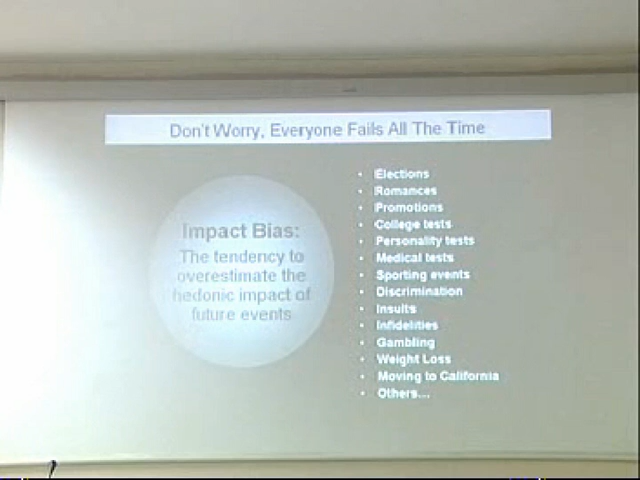 Don't Worry, Everyone Fails All The Time
Impact Bias:
The tendency to
overestimate the
hedonic impact of
future events
• Elections
• Romances
• Promotions
• College tests
• Personality tests
• Medical tests
• Sporting events
• Discrimination
• Insults
• Infidelities
• Gambling
• Weight Loss
• Moving to California
• Others...